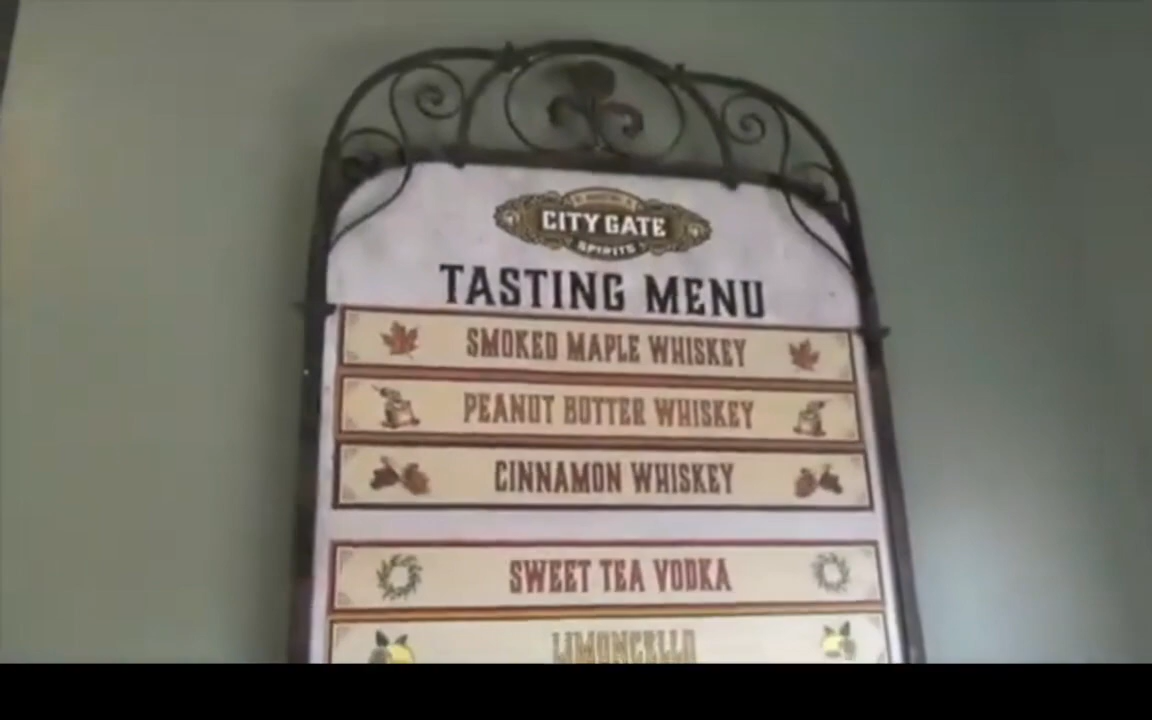 CITY GATE
SPIRITS
TASTING MENU
SMOKED MAPLE WHISKEY
PEANUT BUTTER WHISKEY
CINNAMON WHISKEY
SWEET TEA VODKA
LIMONCELLO